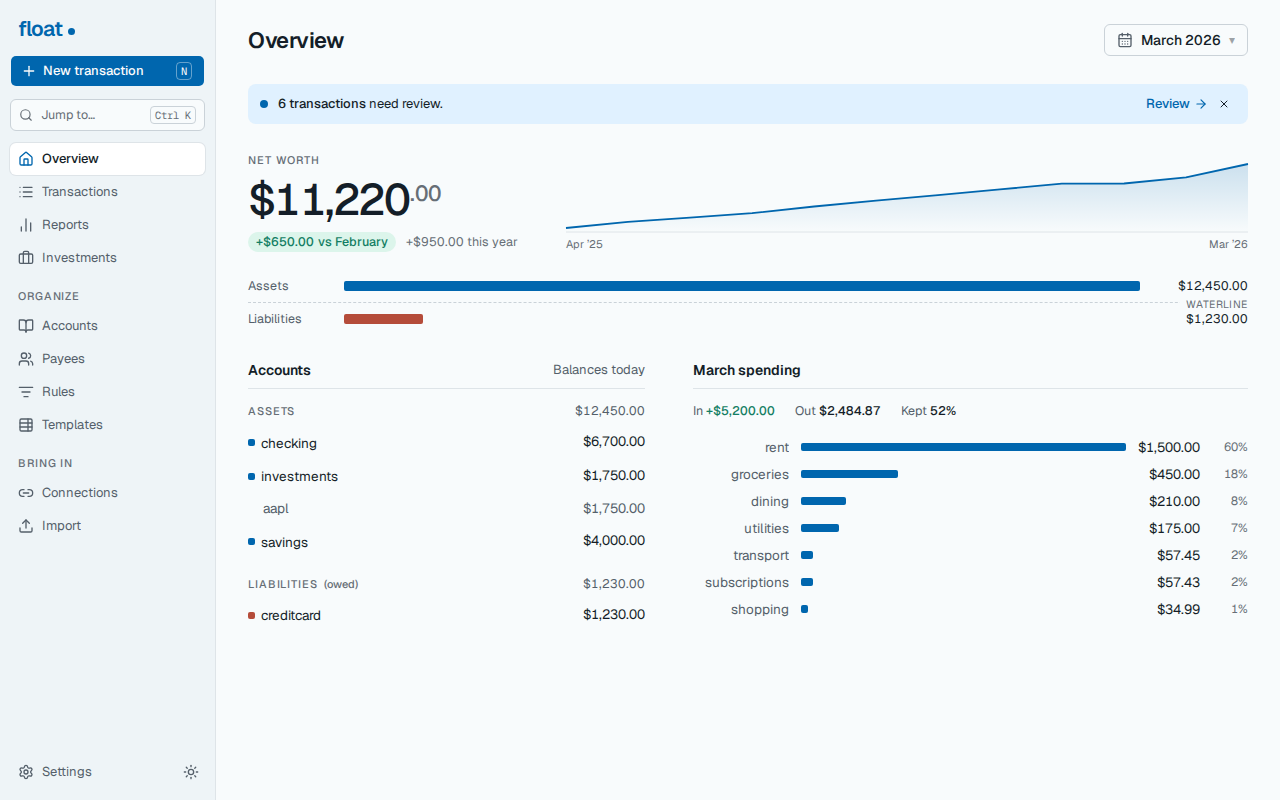 float
New transaction N
Jump to... Ctrl K
Overview
Transactions
Reports
Investments
ORGANIZE
Accounts
Payees
Rules
Templates
BRING IN
Connections
Import
Settings
Overview
March 2026
6 transactions need review.
Review
NET WORTH
$11,220.00
+$650.00 vs February +$950.00 this year
Apr '25 Mar '26
Assets $12,450.00
WATERLINE
Liabilities $1,230.00
Accounts Balances today
ASSETS $12,450.00
checking $6,700.00
investments $1,750.00
aapl $1,750.00
savings $4,000.00
LIABILITIES (owed) $1,230.00
creditcard $1,230.00
March spending
In +$5,200.00 Out $2,484.87 Kept 52%
rent $1,500.00 60%
groceries $450.00 18%
dining $210.00 8%
utilities $175.00 7%
transport $57.45 2%
subscriptions $57.43 2%
shopping $34.99 1%